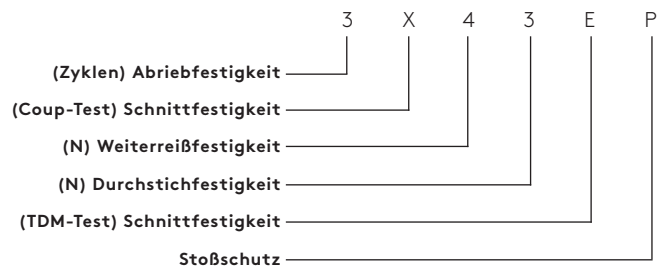 3 X 4 3 E P
(Zyklen) Abriebfestigkeit
(Coup-Test) Schnittfestigkeit
(N) Weiterreißfestigkeit
(N) Durchstichfestigkeit
(TDM-Test) Schnittfestigkeit
Stoßschutz